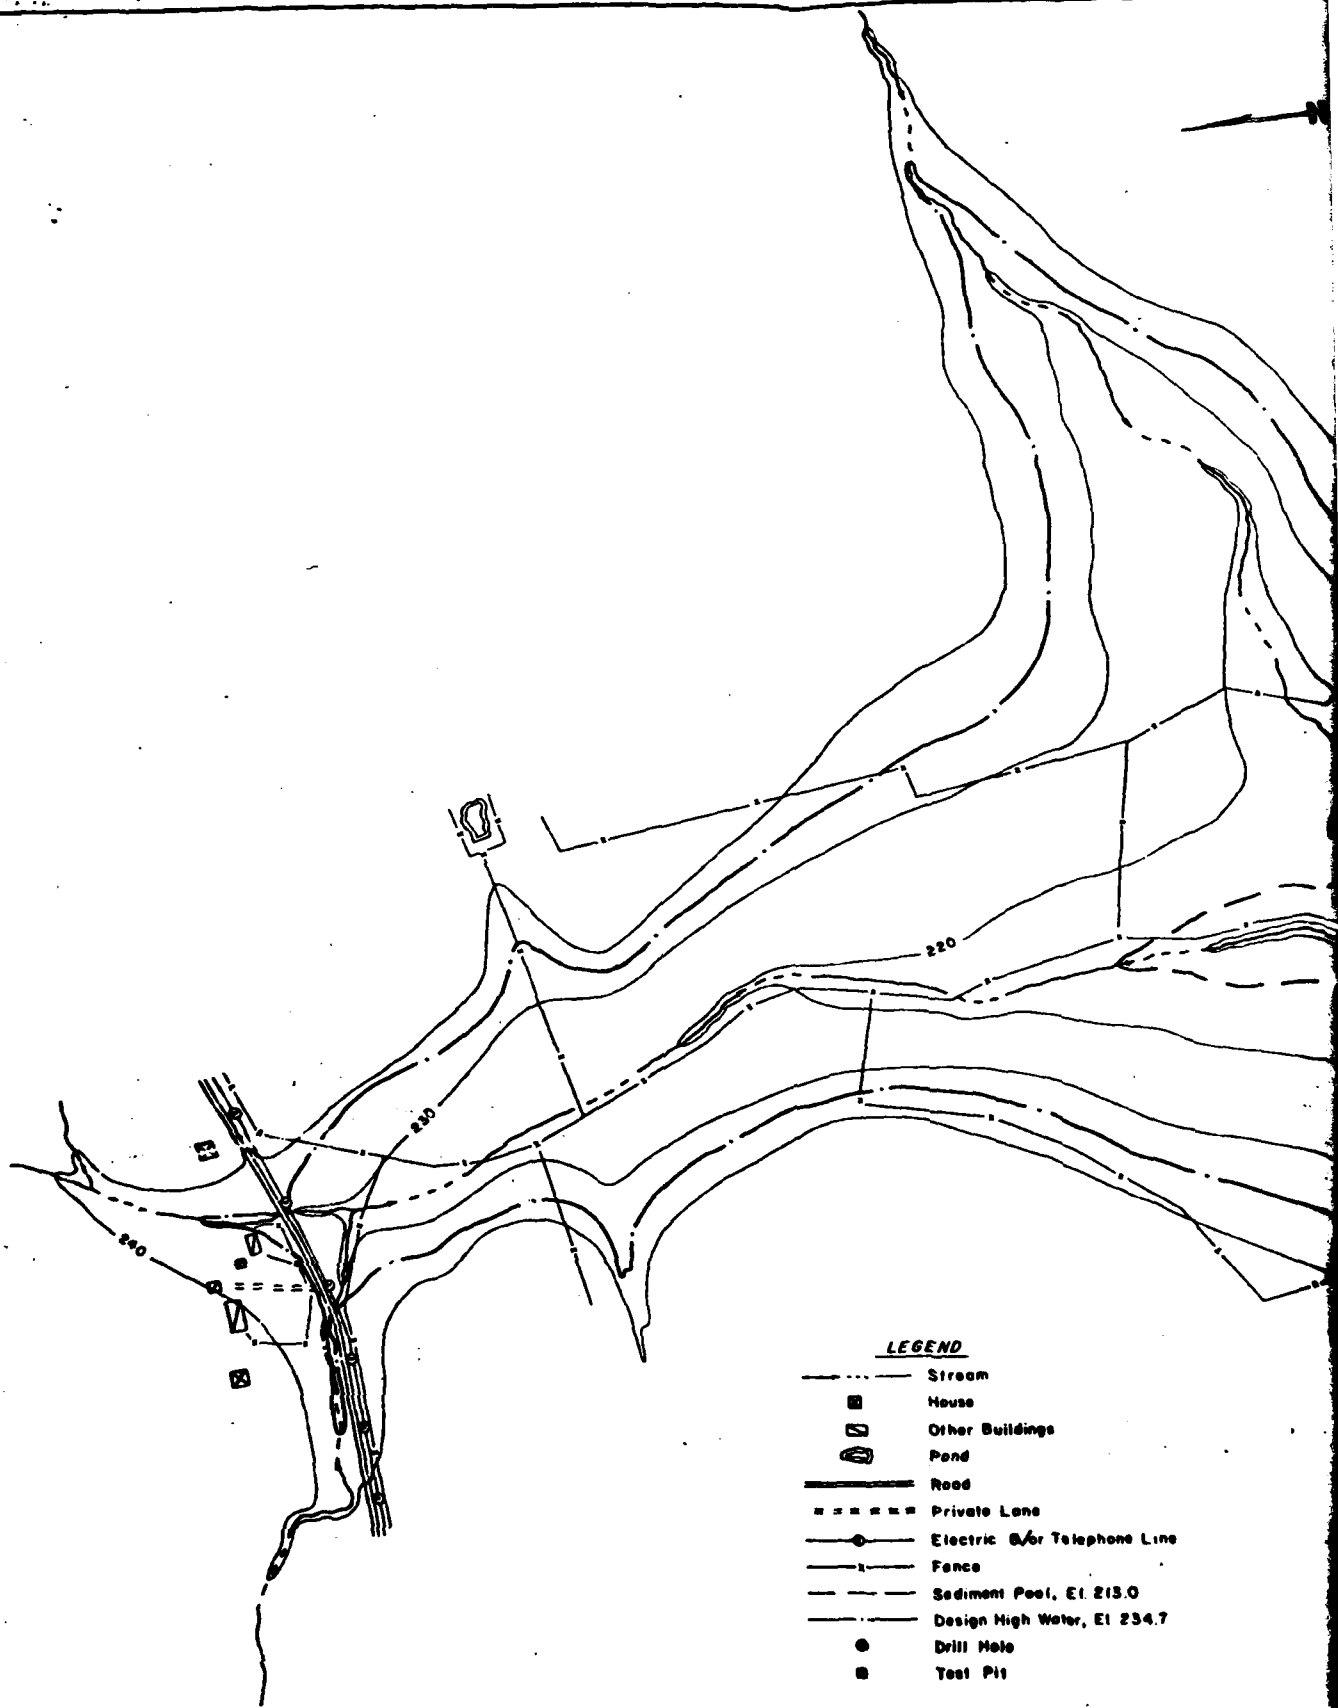 N
220
230
240
LEGEND
Stream
House
Other Buildings
Pond
Road
Private Lane
Electric &/or Telephone Line
Fence
Sediment Pool, El. 213.0
Design High Water, El 234.7
Drill Hole
Test Pit